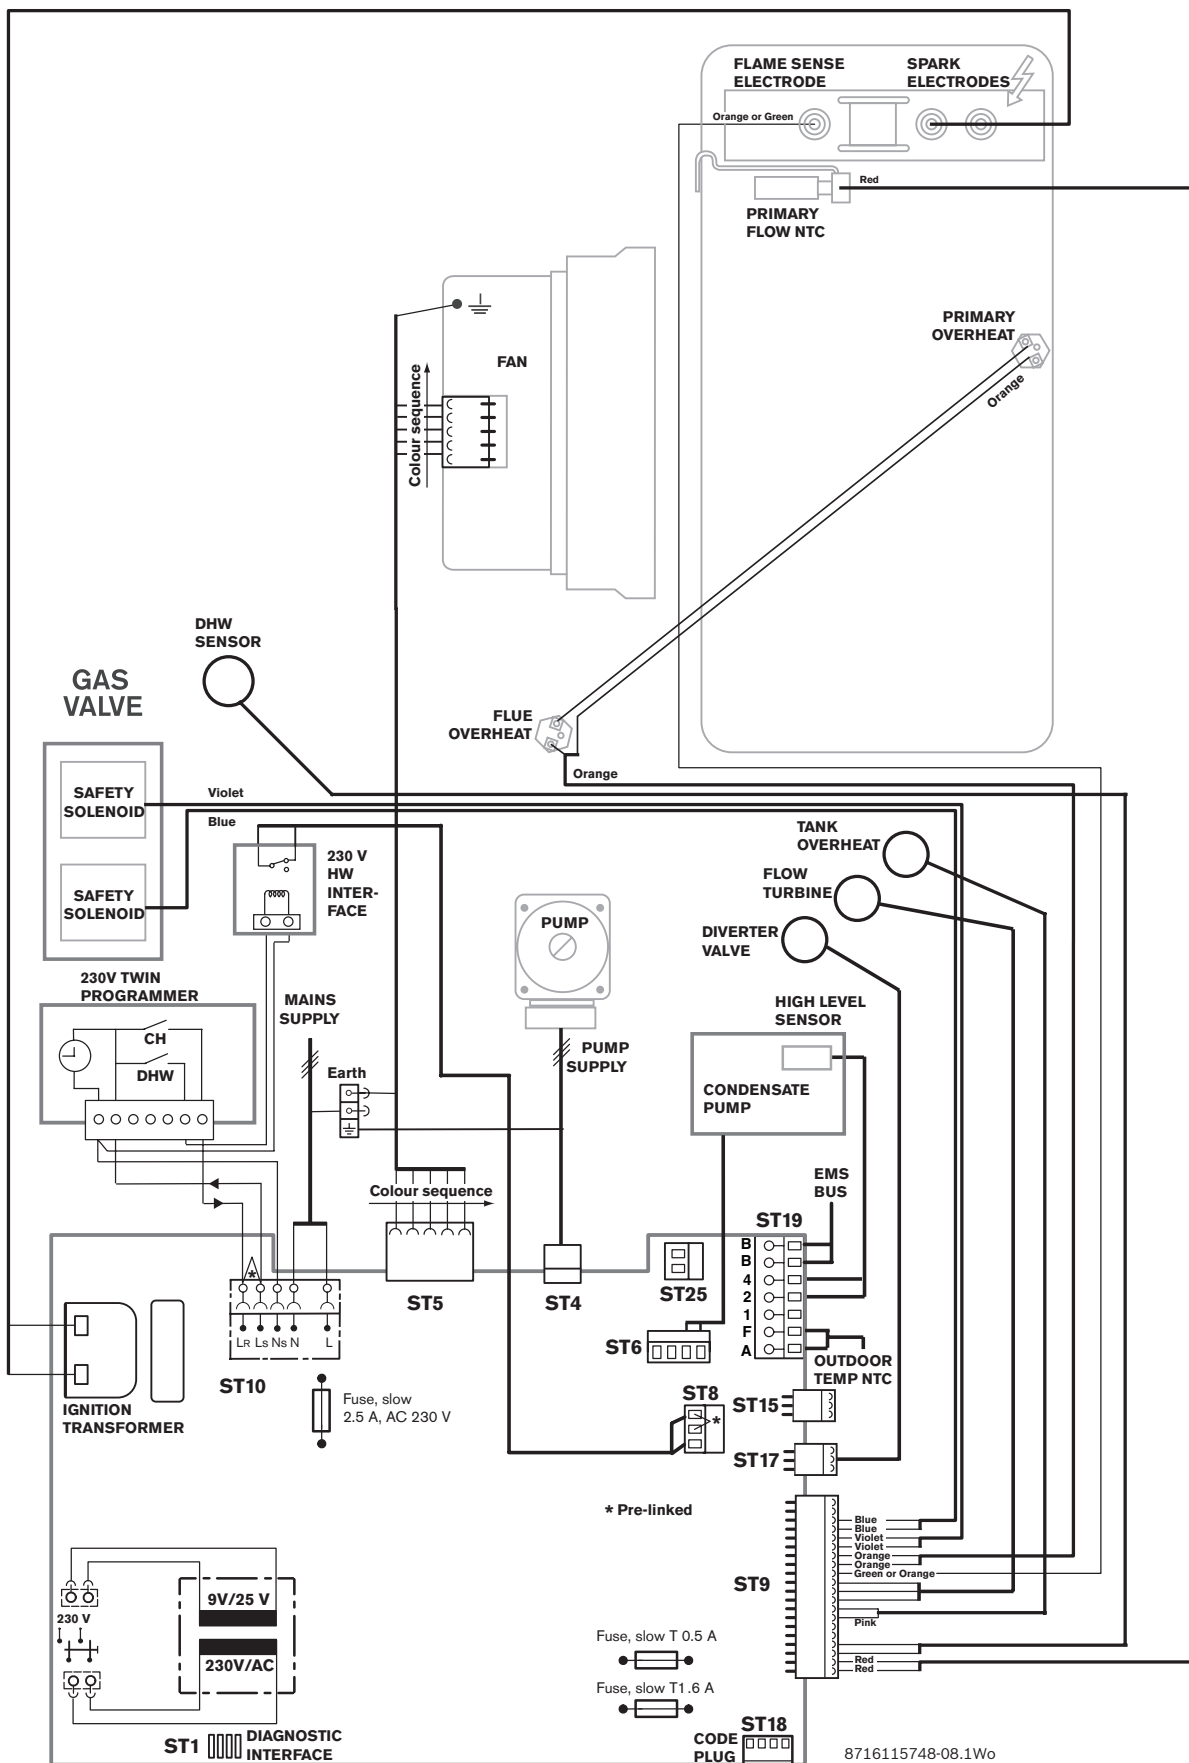 FLAME SENSE
ELECTRODE
SPARK
ELECTRODES
Orange or Green
Red
PRIMARY
FLOW NTC
PRIMARY
OVERHEAT
Orange
FAN
Colour sequence
DHW
SENSOR
GAS
VALVE
FLUE
OVERHEAT
Orange
SAFETY
SOLENOID
Violet
Blue
SAFETY
SOLENOID
230 V
HW
INTER-
FACE
TANK
OVERHEAT
FLOW
TURBINE
DIVERTER
VALVE
PUMP
230V TWIN
PROGRAMMER
CH
DHW
MAINS
SUPPLY
PUMP
SUPPLY
HIGH LEVEL
SENSOR
CONDENSATE
PUMP
Earth
Colour sequence
EMS
BUS
ST19
B
B
4
2
1
F
A
*
ST5
ST4
ST25
ST6
LR LS NS N L
ST10
IGNITION
TRANSFORMER
Fuse, slow
2.5 A, AC 230 V
OUTDOOR
TEMP NTC
ST8
*
ST15
ST17
* Pre-linked
ST9
Blue
Blue
Violet
Violet
Orange
Orange
Green or Orange
Pink
Red
Red
9V/25 V
230 V
230V/AC
Fuse, slow T 0.5 A
Fuse, slow T1.6 A
ST1
DIAGNOSTIC
INTERFACE
ST18
CODE
PLUG
8716115748-08.1Wo